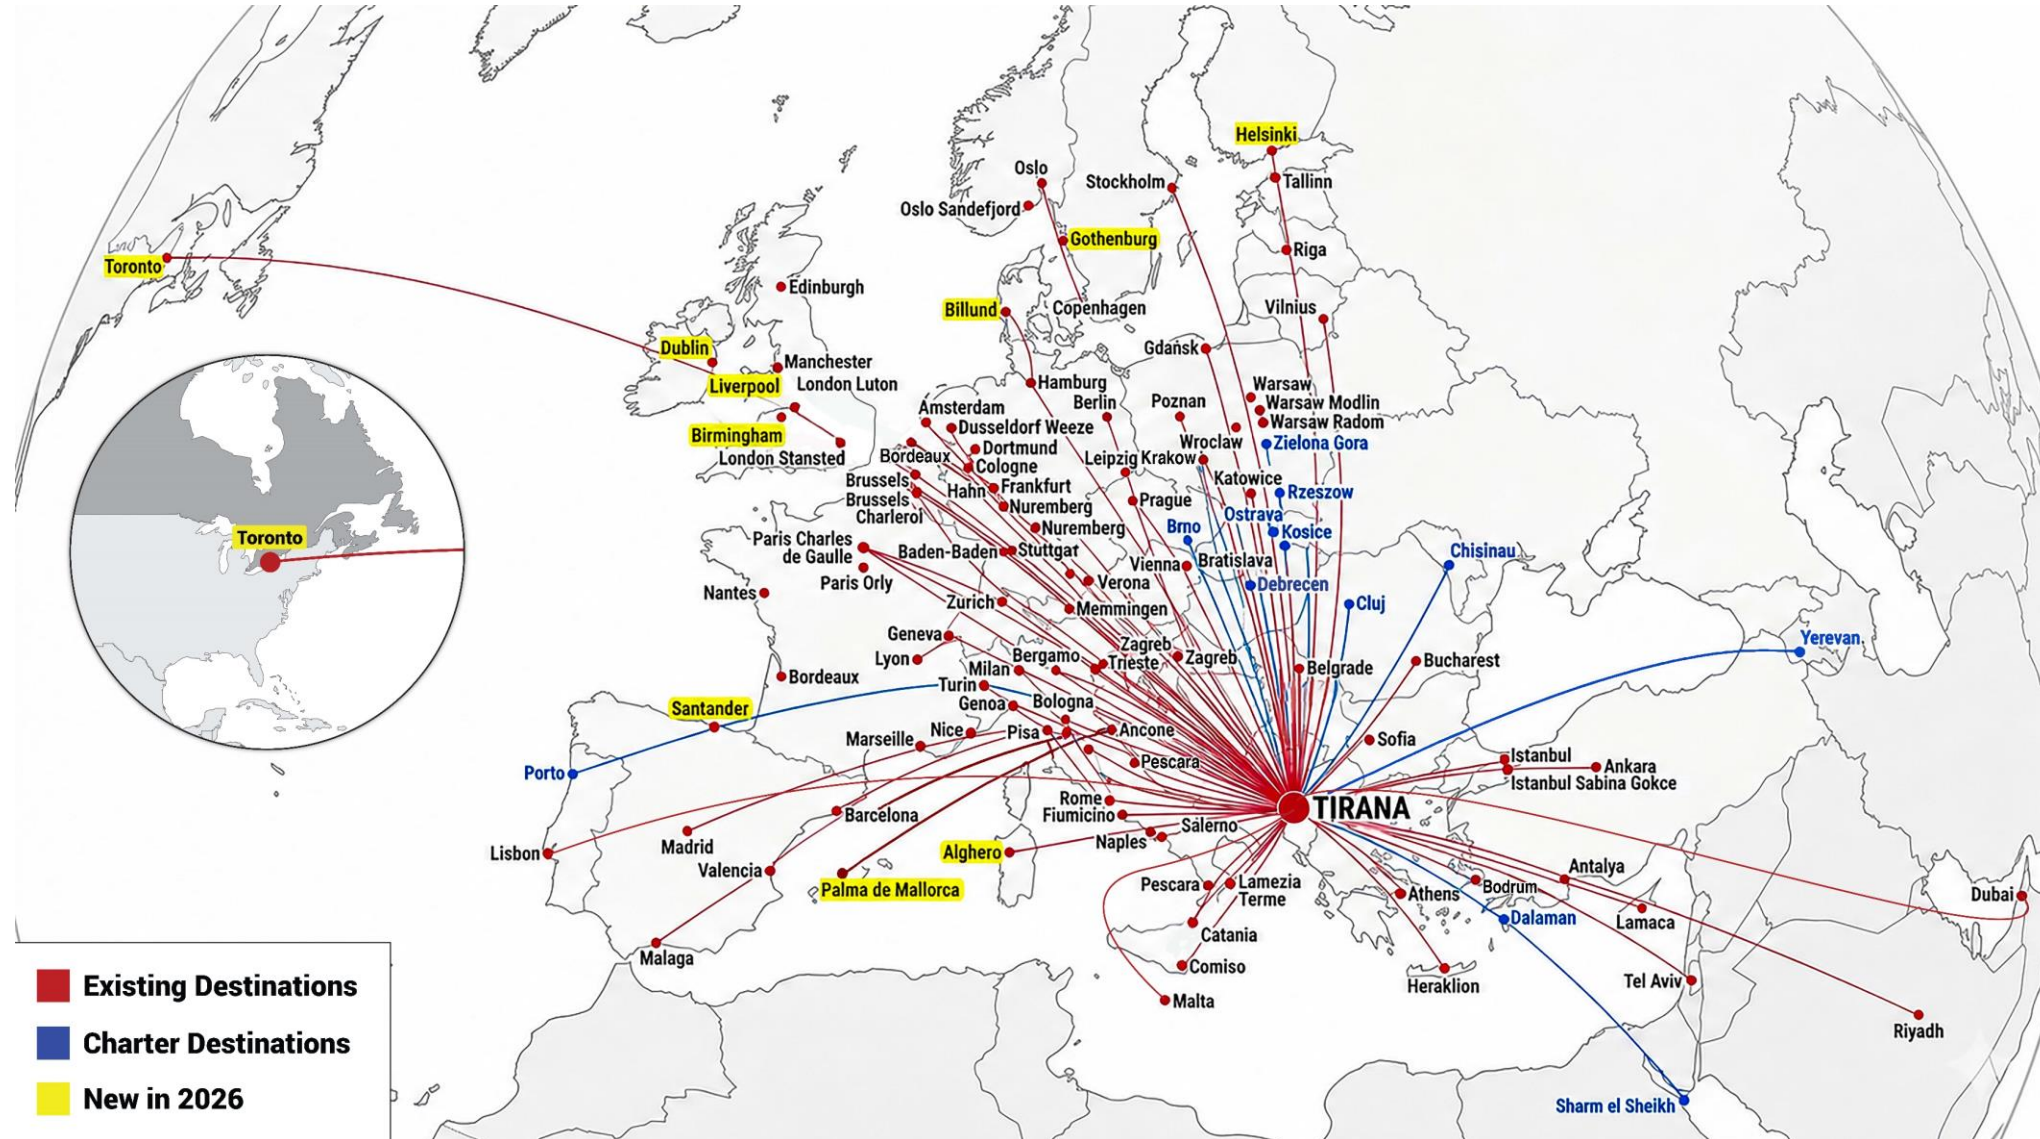 Helsinki
Oslo
Stockholm
Tallinn
Oslo Sandefjord
Gothenburg
Riga
Toronto
Edinburgh
Billund
Copenhagen
Vilnius
Dublin
Gdańsk
Manchester
Liverpool
London Luton
Hamburg
Warsaw
Berlin
Poznan
Warsaw Modlin
Amsterdam
Warsaw Radom
Dusseldorf Weeze
Birmingham
Wroclaw
Zielona Gora
Dortmund
London Stansted
Bordeaux
Leipzig
Krakow
Cologne
Brussels
Katowice
Frankfurt
Hahn
Rzeszow
Brussels
Charleroi
Prague
Nuremberg
Ostrava
Nuremberg
Brno
Kosice
Toronto
Paris Charles
de Gaulle
Baden-Baden
Stuttgat
Chisinau
Vienna
Bratislava
Paris Orly
Verona
Debrecen
Nantes
Zurich
Memmingen
Cluj
Geneva
Zagreb
Yerevan
Lyon
Bergamo
Trieste
Zagreb
Belgrade
Bucharest
Milan
Bordeaux
Turin
Santander
Genoa
Bologna
Nice
Pisa
Ancone
Marseille
Sofia
Pescara
Istanbul
Ankara
Porto
Istanbul Sabina Gokce
Rome
Fiumicino
TIRANA
Barcelona
Salerno
Madrid
Naples
Lisbon
Alghero
Valencia
Antalya
Palma de Mallorca
Pescara
Lamezia
Terme
Athens
Bodrum
Dubai
Dalaman
Larnaca
Catania
Malaga
Comiso
Heraklion
Tel Aviv
Malta
Riyadh
Sharm el Sheikh
Existing Destinations
Charter Destinations
New in 2026